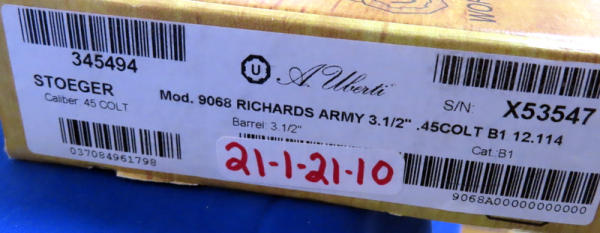 345494
STOEGER
Caliber: 45 COLT
037084961798
U
A. Uberti
Mod. 9068 RICHARDS ARMY 3.1/2" .45COLT B1 12.114
Barrel: 3.1/2"
S/N: X53547
Cat.:B1
21-1-21-10
9068A00000000000
.COM